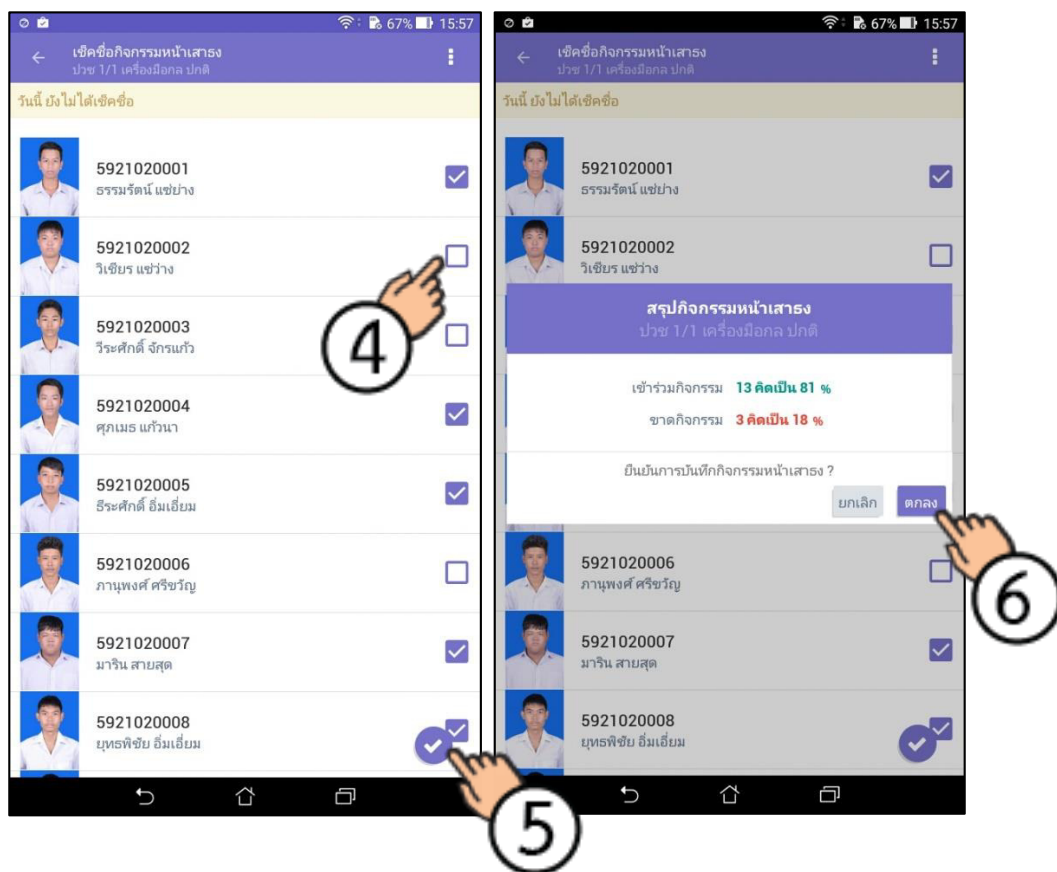 67% 15:57
เช็คชื่อกิจกรรมหน้าเสาธง
ปวช 1/1 เครื่องมือกล ปกติ
วันนี้ ยังไม่ได้เช็คชื่อ
5921020001
ธรรมรัตน์ แซ่ย่าง
5921020002
วิเชียร แซ่ว่าง
5921020003
วีระศักดิ์ จักรแก้ว
5921020004
ศุภเมธ แก้วนา
5921020005
ธีระศักดิ์ อิ่มเอี่ยม
5921020006
ภานุพงศ์ ศรีขวัญ
5921020007
มาริน สายสุด
5921020008
ยุทธพิชัย อิ่มเอี่ยม
4
5
67% 15:57
เช็คชื่อกิจกรรมหน้าเสาธง
ปวช 1/1 เครื่องมือกล ปกติ
วันนี้ ยังไม่ได้เช็คชื่อ
5921020001
ธรรมรัตน์ แซ่ย่าง
5921020002
วิเชียร แซ่ว่าง
สรุปกิจกรรมหน้าเสาธง
ปวช 1/1 เครื่องมือกล ปกติ
เข้าร่วมกิจกรรม 13 คิดเป็น 81 %
ขาดกิจกรรม 3 คิดเป็น 18 %
ยืนยันการบันทึกกิจกรรมหน้าเสาธง ?
ยกเลิก ตกลง
5921020006
ภานุพงศ์ ศรีขวัญ
5921020007
มาริน สายสุด
5921020008
ยุทธพิชัย อิ่มเอี่ยม
6